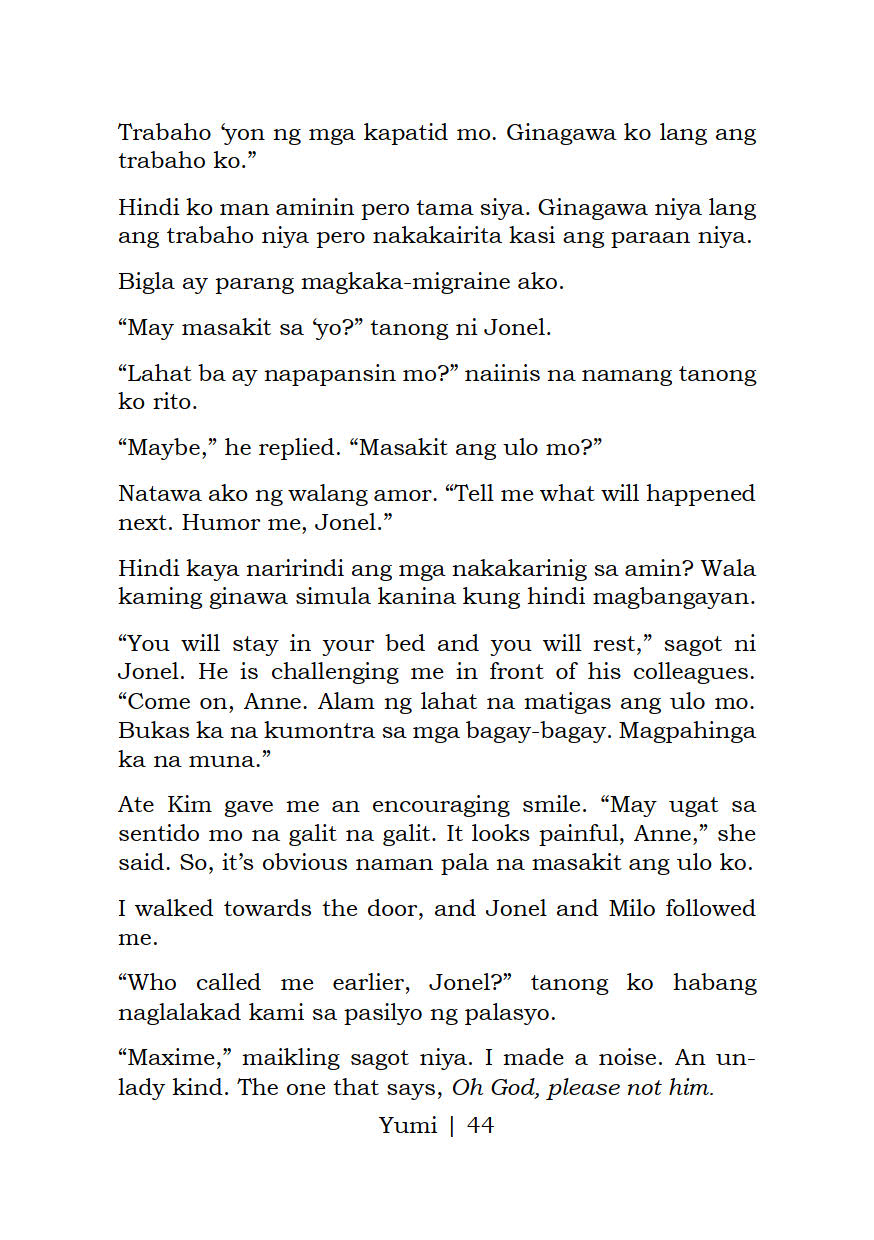 Trabaho ‘yon ng mga kapatid mo. Ginagawa ko lang ang
trabaho ko.”
Hindi ko man aminin pero tama siya. Ginagawa niya lang
ang trabaho niya pero nakakairita kasi ang paraan niya.
Bigla ay parang magkaka-migraine ako.
“May masakit sa ‘yo?” tanong ni Jonel.
“Lahat ba ay napapansin mo?” naiinis na namang tanong
ko rito.
“Maybe,” he replied. “Masakit ang ulo mo?”
Natawa ako ng walang amor. “Tell me what will happened
next. Humor me, Jonel.”
Hindi kaya naririndi ang mga nakakarinig sa amin? Wala
kaming ginawa simula kanina kung hindi magbangayan.
“You will stay in your bed and you will rest,” sagot ni
Jonel. He is challenging me in front of his colleagues.
“Come on, Anne. Alam ng lahat na matigas ang ulo mo.
Bukas ka na kumontra sa mga bagay-bagay. Magpahinga
ka na muna.”
Ate Kim gave me an encouraging smile. “May ugat sa
sentido mo na galit na galit. It looks painful, Anne,” she
said. So, it’s obvious naman pala na masakit ang ulo ko.
I walked towards the door, and Jonel and Milo followed
me.
“Who called me earlier, Jonel?” tanong ko habang
naglalakad kami sa pasilyo ng palasyo.
“Maxime,” maikling sagot niya. I made a noise. An un-
lady kind. The one that says, Oh God, please not him.
Yumi | 44